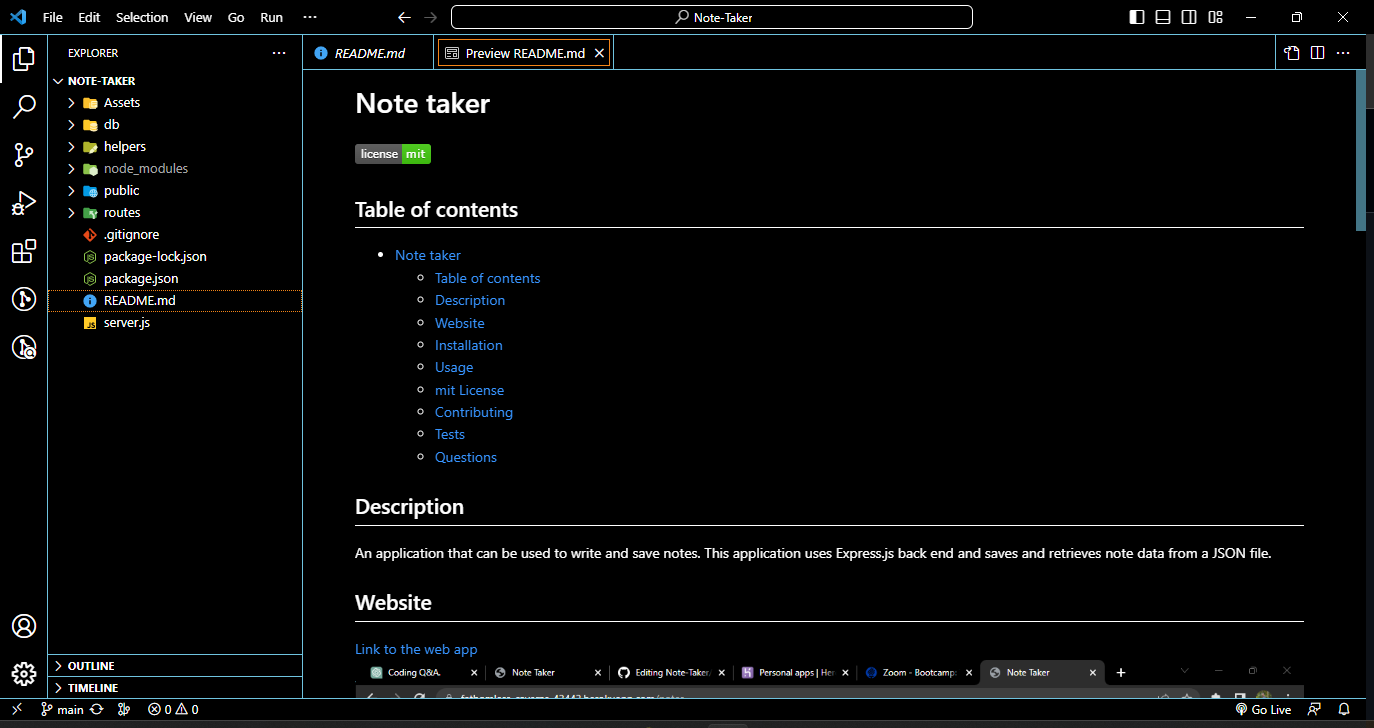 File Edit Selection View Go Run ···
Note-Taker
EXPLORER
README.md
Preview README.md
NOTE-TAKER
Assets
db
helpers
node_modules
public
routes
.gitignore
package-lock.json
package.json
README.md
server.js
OUTLINE
TIMELINE
Note taker
license mit
Table of contents
Note taker
Table of contents
Description
Website
Installation
Usage
mit License
Contributing
Tests
Questions
Description
An application that can be used to write and save notes. This application uses Express.js back end and saves and retrieves note data from a JSON file.
Website
Link to the web app
Coding Q&A. Note Taker Editing Note-Taker Personal apps | Her Zoom - Bootcamp: Note Taker
main 0 0 Go Live